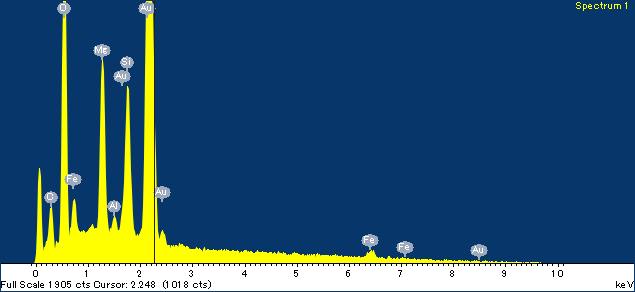 Spectrum 1
O Au
Mg Si
Au
Fe
C Al Au
Fe Fe Au
0 1 2 3 4 5 6 7 8 9 10
Full Scale 1905 cts Cursor: 2.248 (1018 cts) keV